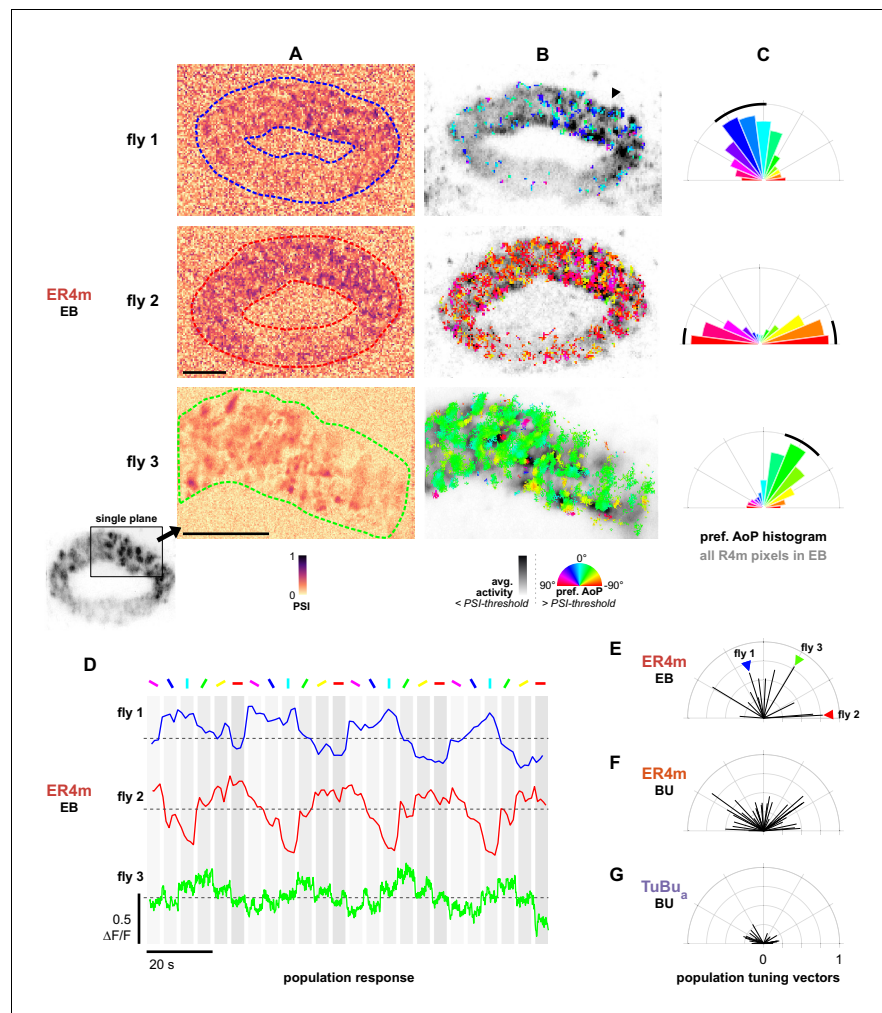 A
B
C
fly 1
ER4m
EB
fly 2
fly 3
single plane
1
0
PSI
avg.
activity
< PSI-threshold
0°
90°
-90°
pref. AoP
> PSI-threshold
pref. AoP histogram
all R4m pixels in EB
D
fly 1
ER4m
EB
fly 2
fly 3
0.5
ΔF/F
20 s
population response
E
ER4m
EB
fly 1
fly 3
fly 2
F
ER4m
BU
G
TuBua
BU
0
1
population tuning vectors